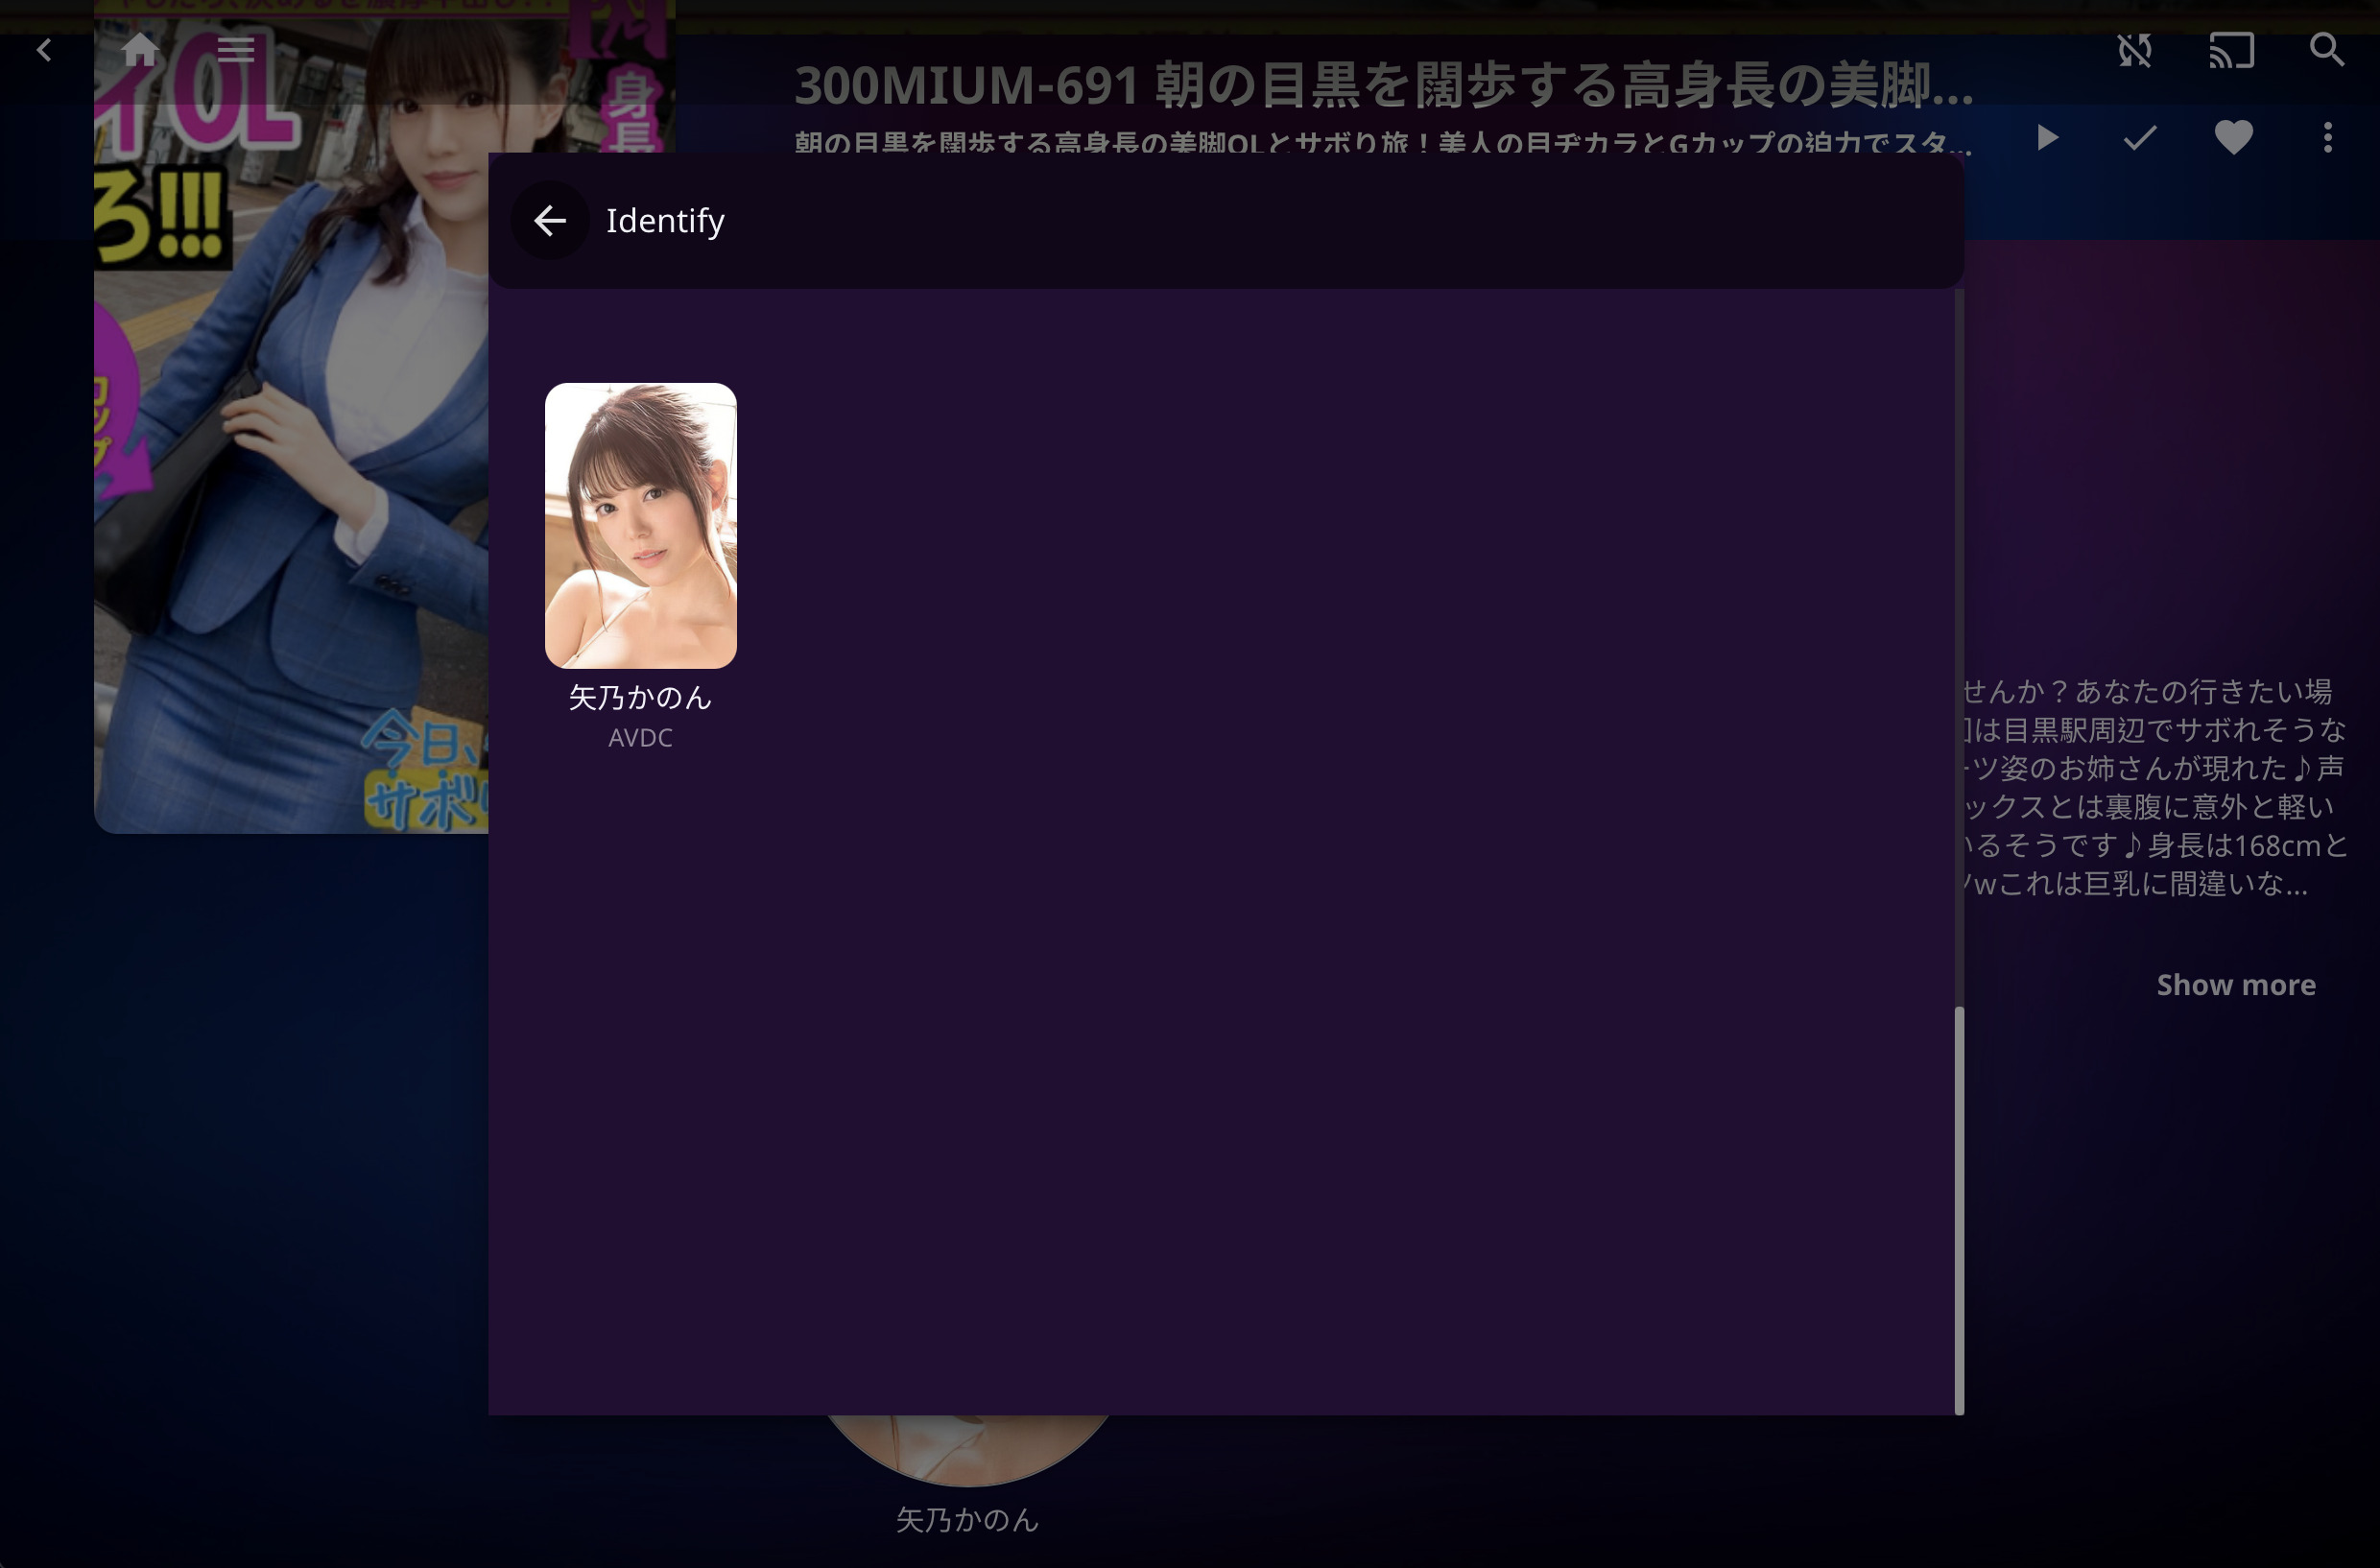 300MIUM-691 朝の目黒を闊歩する高身長の美脚...
朝の目黒を闊歩する高身長の美脚OLとサボり旅！美人の目ヂカラとGカップの迫力でスタ...
OL
身長
ろ!!!
カップ
今日、
サボり
Identify
矢乃かのん
AVDC
せんか？あなたの行きたい場
は目黒駅周辺でサボれそうな
ーツ姿のお姉さんが現れた♪声
ックスとは裏腹に意外と軽い
いるそうです♪身長は168cmと
wこれは巨乳に間違いな...
Show more
矢乃かのん